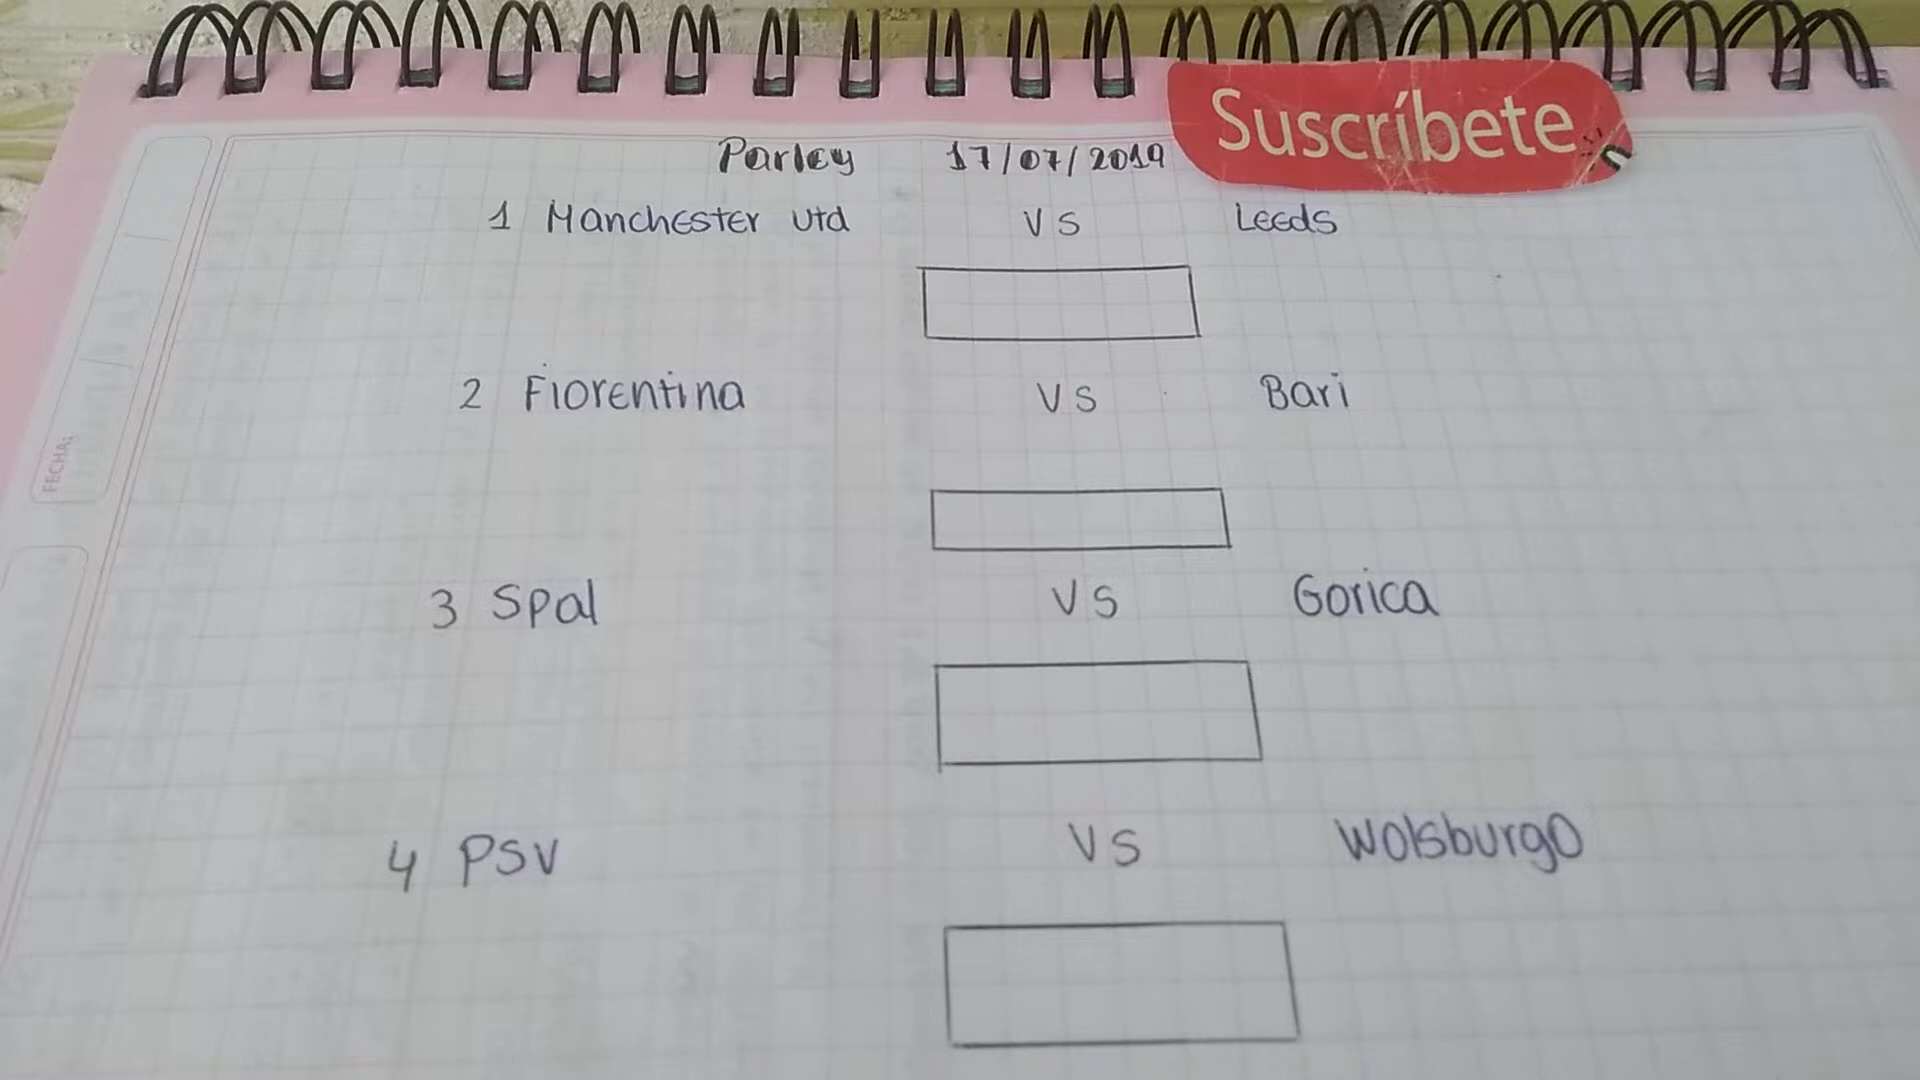 Suscríbete
Parley 17/07/2019
1 Manchester Utd VS Leeds
2 Fiorentina VS Bari
FECHA:
3 Spal VS Gorica
4 PSV VS Wolsburgo